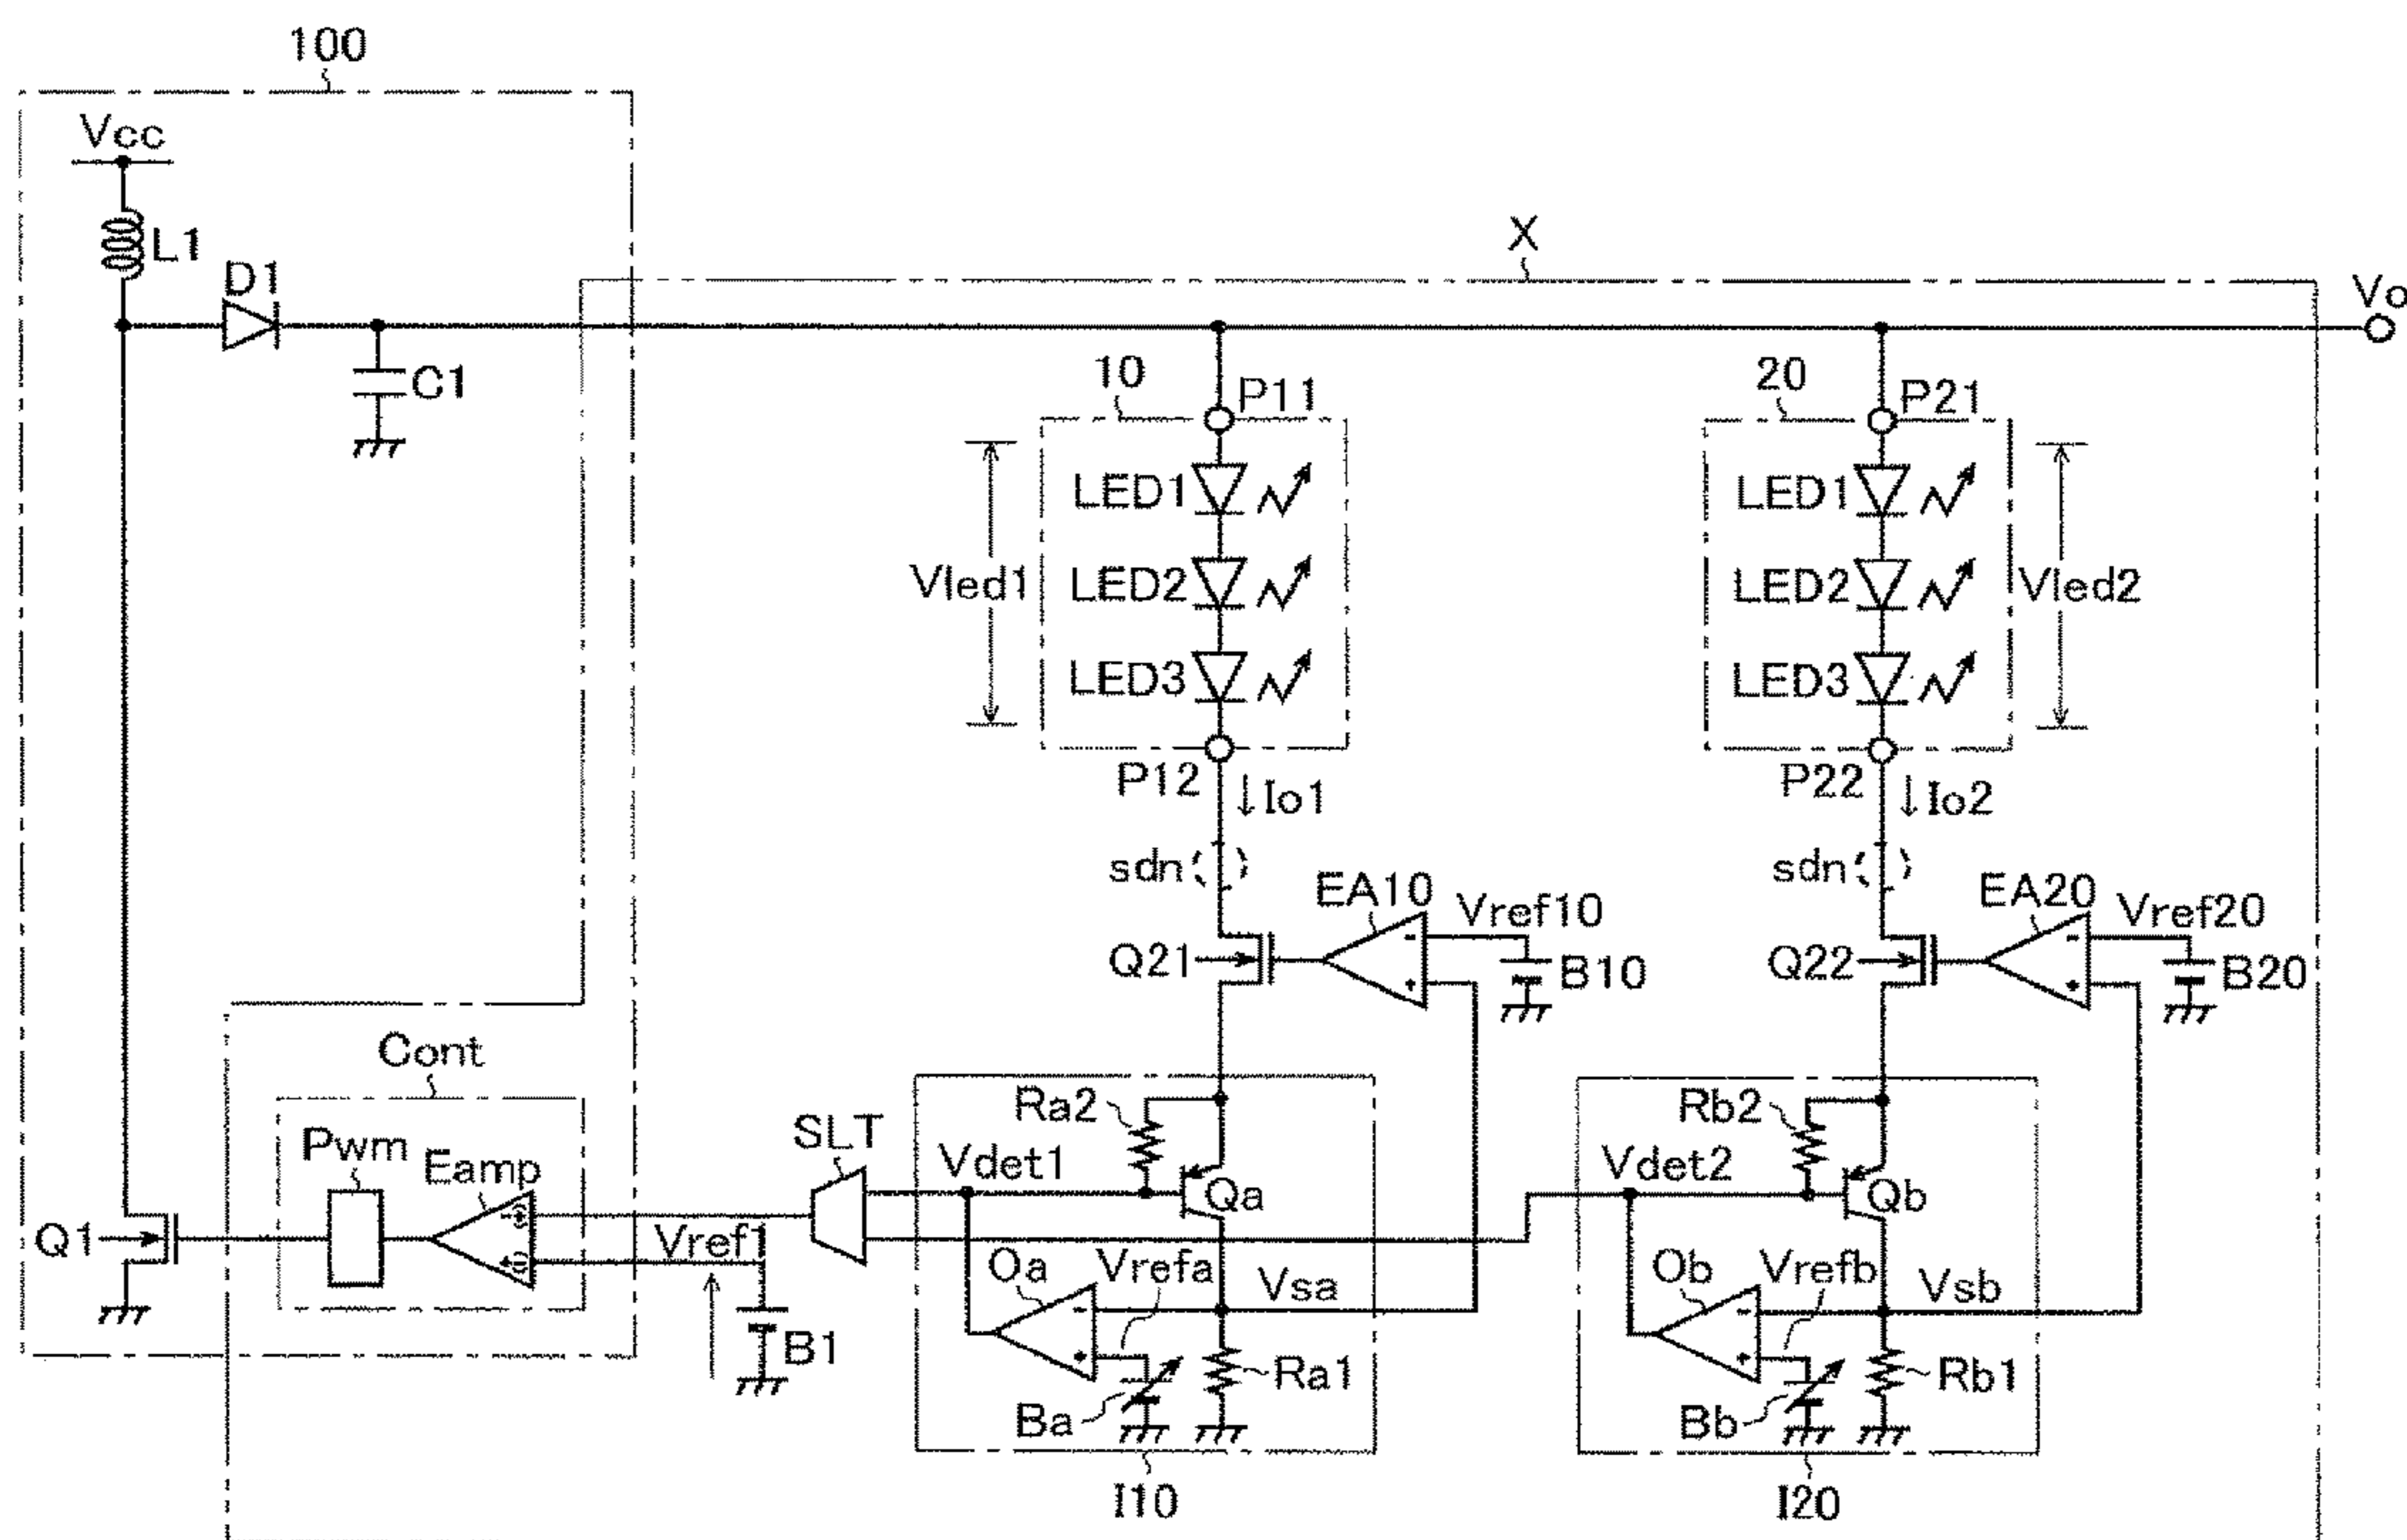 100
Vcc
L1
D1
C1
X
Vo
10
P11
LED1
LED2
LED3
Vled1
P12
Io1
sdn
20
P21
LED1
LED2
LED3
Vled2
P22
Io2
sdn
EA10
Vref10
-
+
Q21
B10
EA20
Vref20
-
+
Q22
B20
Cont
Pwm
Eamp
-(+)
+(-)
Q1
Vref1
B1
SLT
Ra2
Vdet1
Qa
Oa
Vrefa
Vsa
-
+
Ra1
Ba
I10
Rb2
Vdet2
Qb
Ob
Vrefb
Vsb
-
+
Rb1
Bb
I20